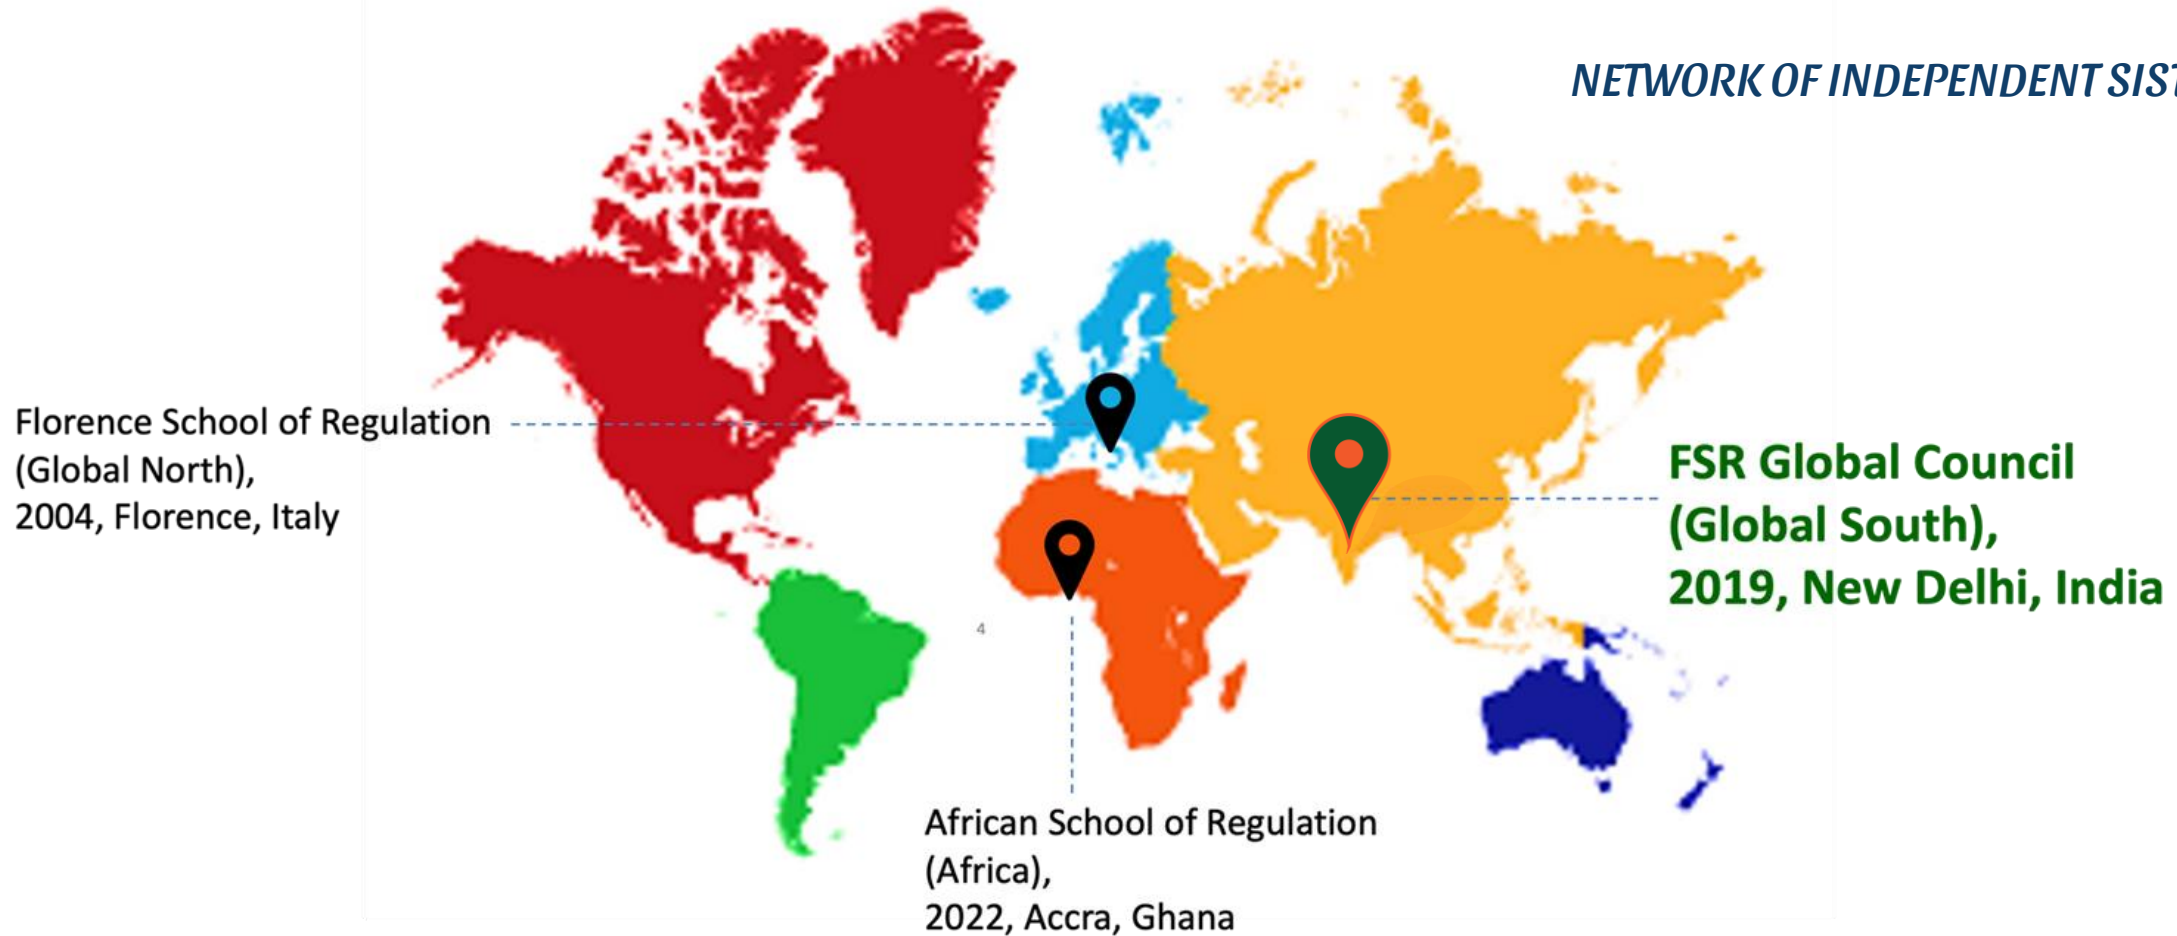 NETWORK OF INDEPENDENT SIST
Florence School of Regulation
(Global North),
2004, Florence, Italy
FSR Global Council
(Global South),
2019, New Delhi, India
4
African School of Regulation
(Africa),
2022, Accra, Ghana